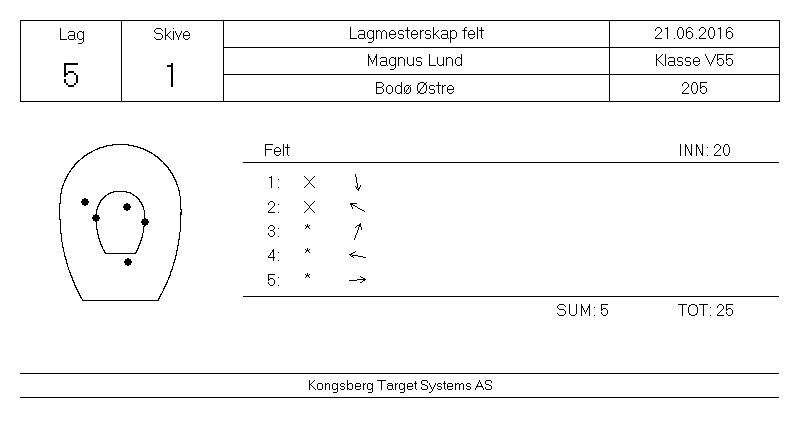 Lag Skive Lagmesterskap felt 21.06.2016
5 1 Magnus Lund Klasse V55
Bodø Østre 205
Felt INN: 20
1: X
2: X
3: *
4: *
5: *
SUM: 5 TOT: 25
Kongsberg Target Systems AS